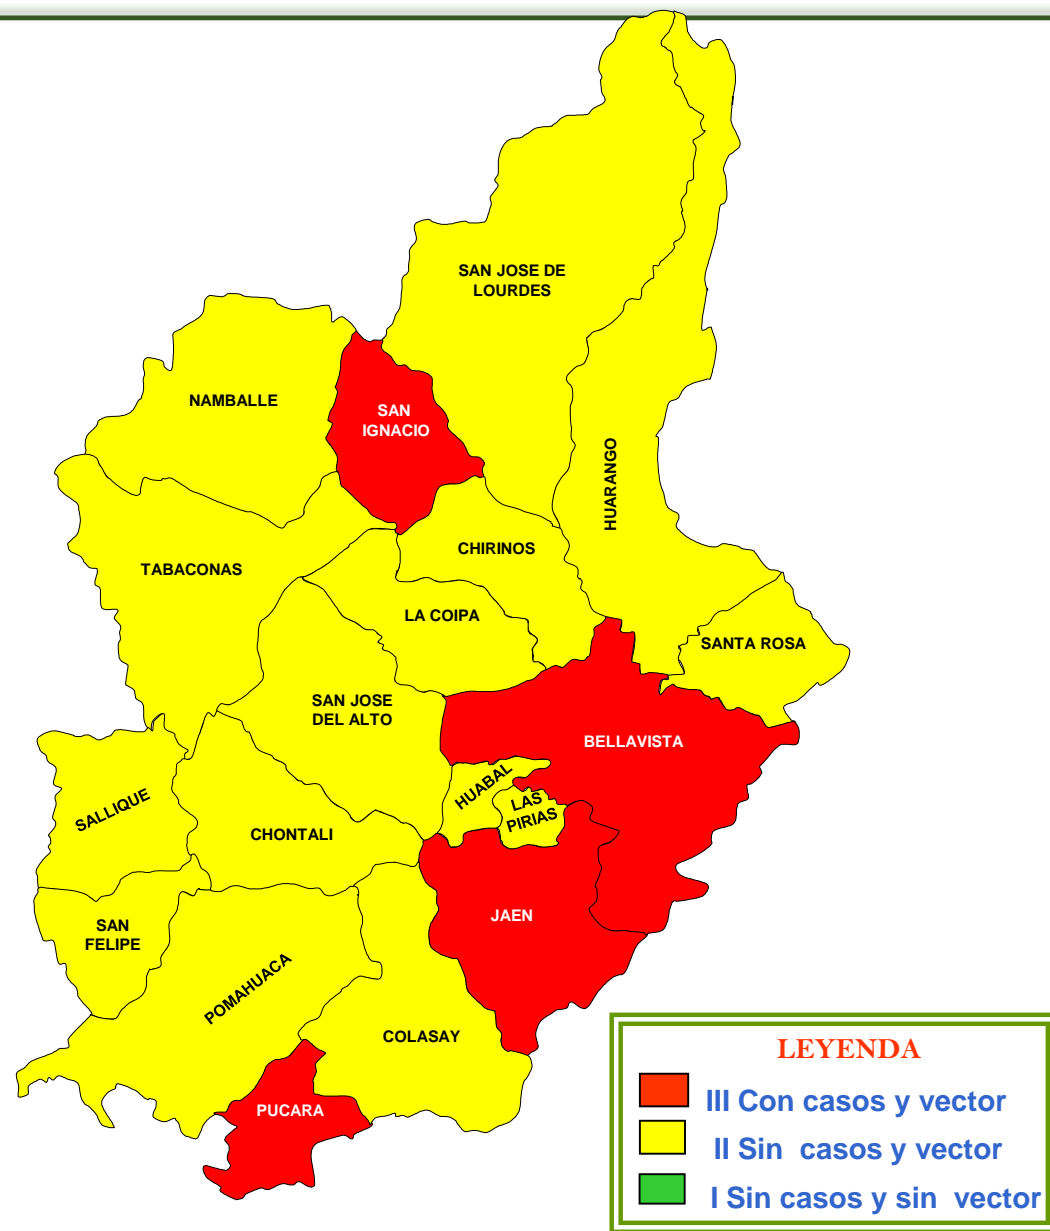 SAN JOSE DE
LOURDES
NAMBALLE
SAN
IGNACIO
HUARANGO
CHIRINOS
TABACONAS
LA COIPA
SANTA ROSA
SAN JOSE
DEL ALTO
BELLAVISTA
HUABAL
LAS
PIRIAS
SALLIQUE
CHONTALI
JAEN
SAN
FELIPE
POMAHUACA
COLASAY
PUCARA
LEYENDA
III Con casos y vector
II Sin casos y vector
I Sin casos y sin vector